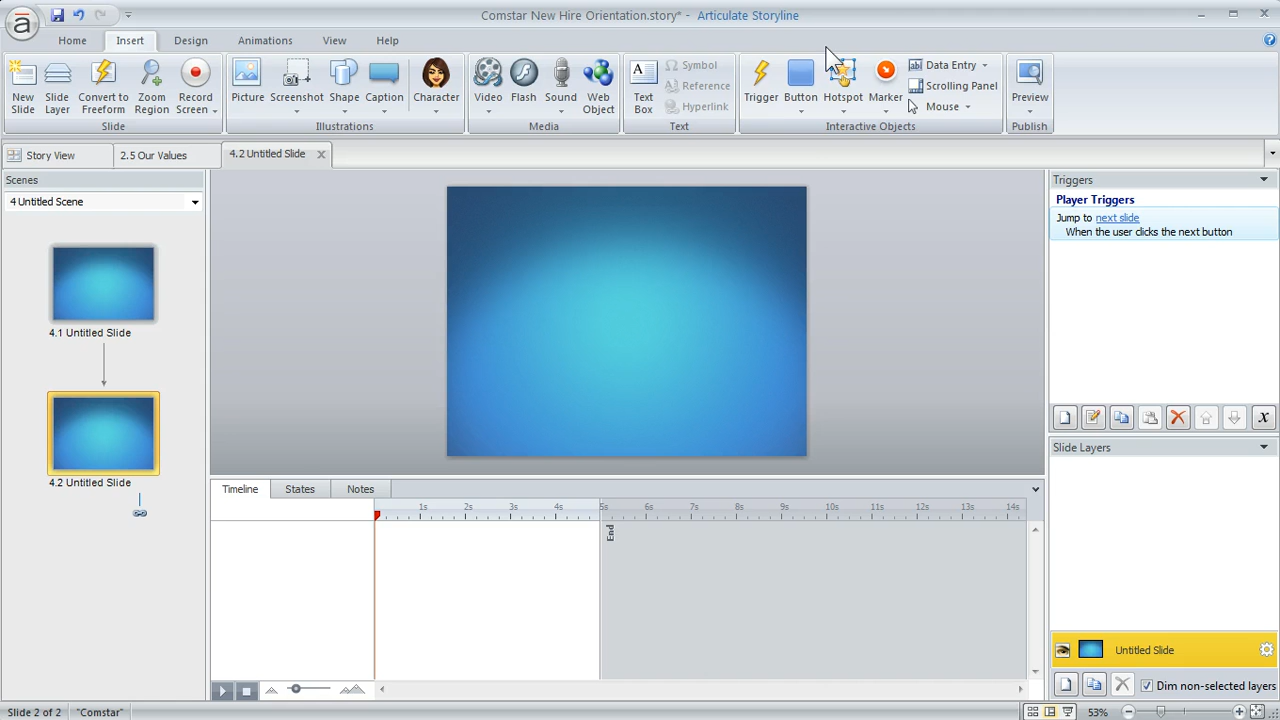 Comstar New Hire Orientation.story* - Articulate Storyline
Home Insert Design Animations View Help
New Slide
Slide Layer
Convert to Freeform
Zoom Region
Record Screen
Slide
Picture
Screenshot
Shape
Caption
Character
Illustrations
Video
Flash
Sound
Web Object
Media
Text Box
Symbol
Reference
Hyperlink
Text
Trigger
Button
Hotspot
Marker
Data Entry
Scrolling Panel
Mouse
Interactive Objects
Preview
Publish
Story View
2.5 Our Values
4.2 Untitled Slide
Scenes
4 Untitled Scene
4.1 Untitled Slide
4.2 Untitled Slide
Timeline States Notes
1s 2s 3s 4s 5s 6s 7s 8s 9s 10s 11s 12s 13s 14s
End
Triggers
Player Triggers
Jump to next slide
When the user clicks the next button
Slide Layers
Untitled Slide
Dim non-selected layers
Slide 2 of 2 "Comstar" 53%